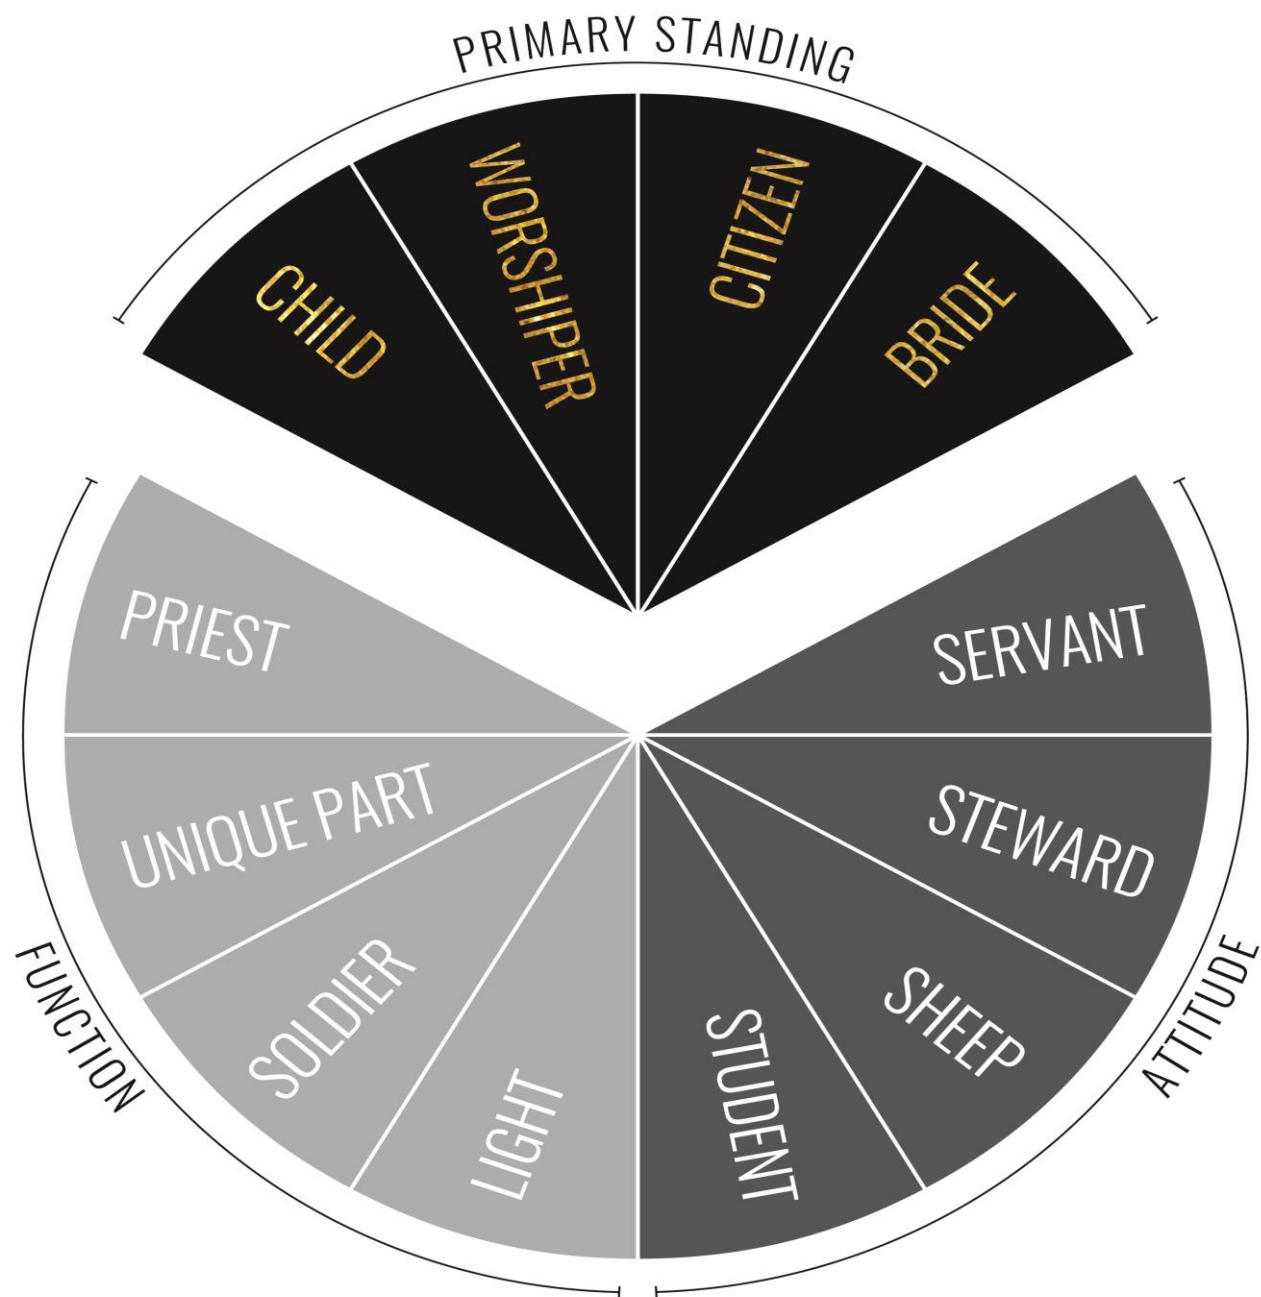 PRIMARY STANDING
CHILD
WORSHIPER
CITIZEN
BRIDE
SERVANT
STEWARD
SHEEP
STUDENT
ATTITUDE
LIGHT
SOLDIER
UNIQUE PART
PRIEST
FUNCTION